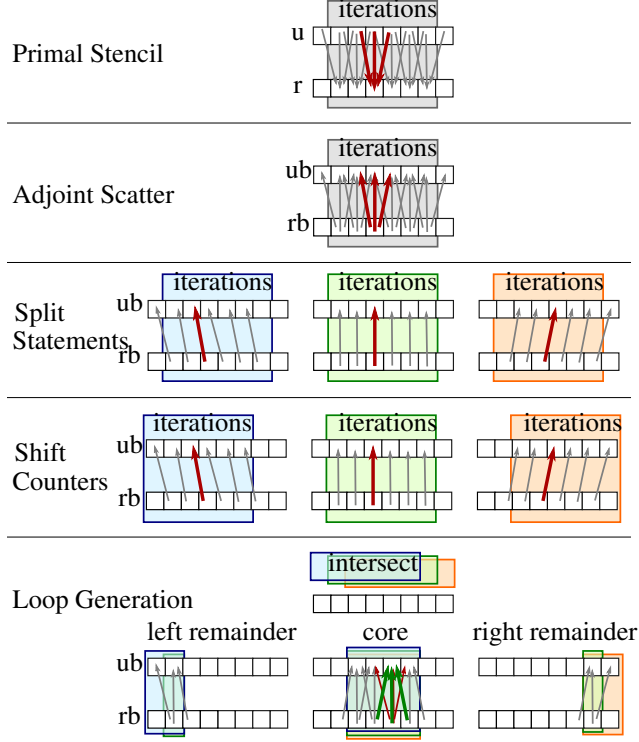 iterations
u
Primal Stencil
r
iterations
ub
Adjoint Scatter
rb
iterations iterations iterations
ub
Split
Statements
rb
iterations iterations iterations
ub
Shift
Counters
rb
intersect
Loop Generation
left remainder core right remainder
ub
rb